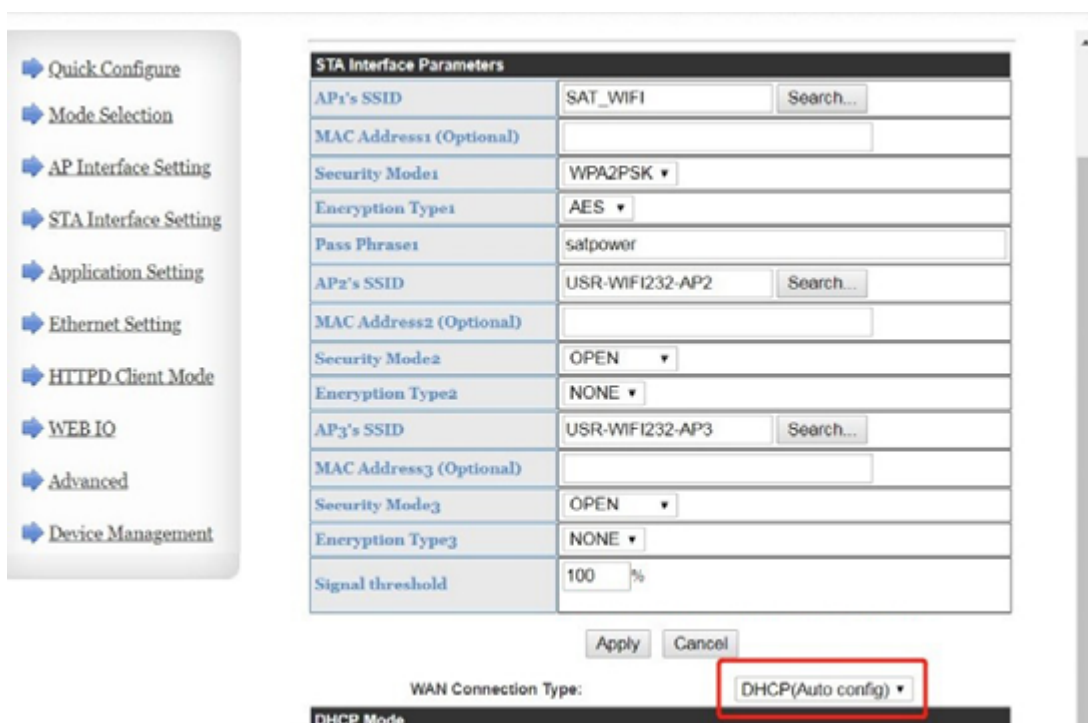 Quick Configure
Mode Selection
AP Interface Setting
STA Interface Setting
Application Setting
Ethernet Setting
HTTPD Client Mode
WEB IO
Advanced
Device Management
STA Interface Parameters
AP1's SSID SAT_WIFI Search...
MAC Address1 (Optional)
Security Mode1 WPA2PSK
Encryption Type1 AES
Pass Phrase1 satpower
AP2's SSID USR-WIFI232-AP2 Search...
MAC Address2 (Optional)
Security Mode2 OPEN
Encryption Type2 NONE
AP3's SSID USR-WIFI232-AP3 Search...
MAC Address3 (Optional)
Security Mode3 OPEN
Encryption Type3 NONE
Signal threshold 100 %
Apply Cancel
WAN Connection Type: DHCP(Auto config)
DHCP Mode